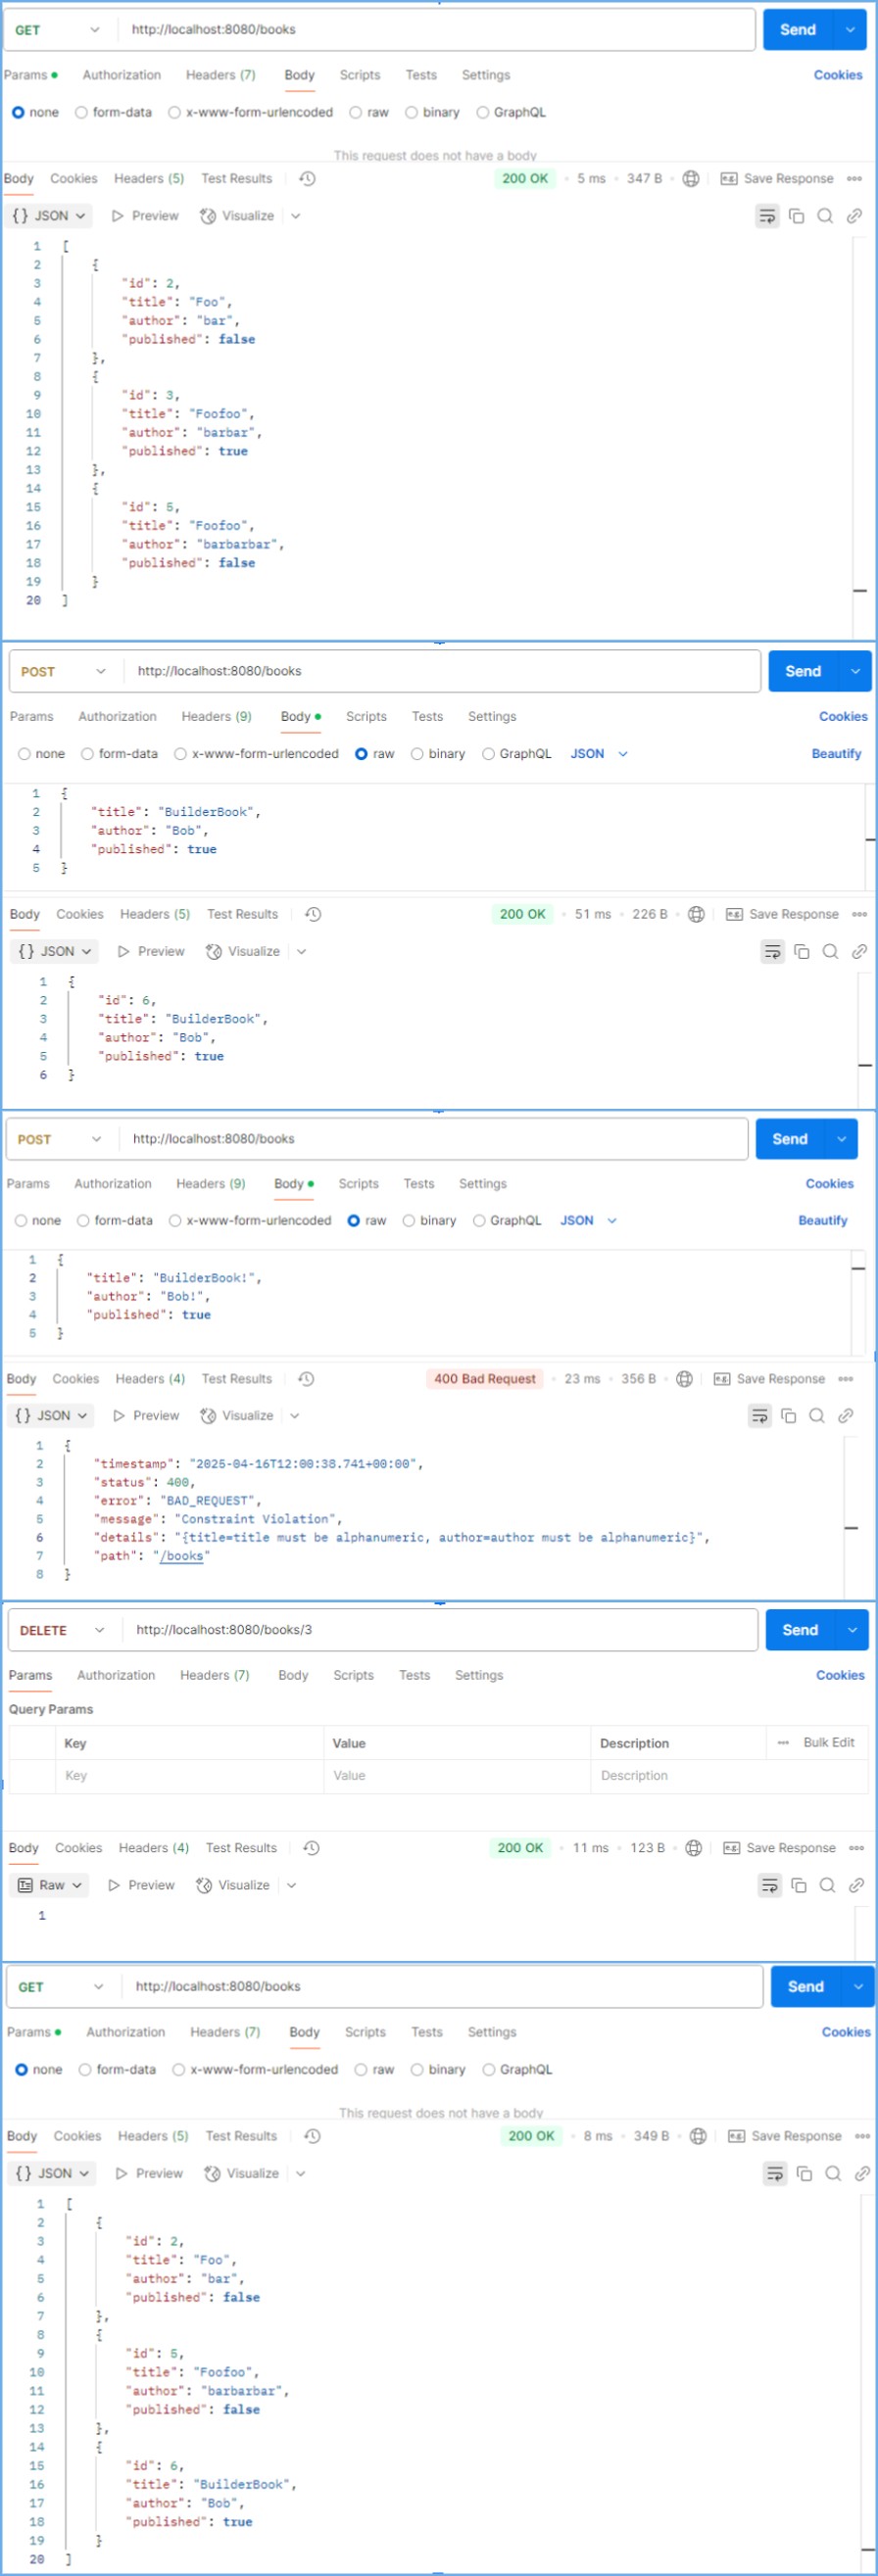 GET http://localhost:8080/books Send
Params Authorization Headers (7) Body Scripts Tests Settings Cookies
none form-data x-www-form-urlencoded raw binary GraphQL
This request does not have a body
Body Cookies Headers (5) Test Results 200 OK • 5 ms • 347 B • e.g. Save Response •••
{} JSON Preview Visualize
1 [
2 {
3 "id": 2,
4 "title": "Foo",
5 "author": "bar",
6 "published": false
7 },
8 {
9 "id": 3,
10 "title": "Foofoo",
11 "author": "barbar",
12 "published": true
13 },
14 {
15 "id": 5,
16 "title": "Foofoo",
17 "author": "barbarbar",
18 "published": false
19 }
20 ]
POST http://localhost:8080/books Send
Params Authorization Headers (9) Body Scripts Tests Settings Cookies
none form-data x-www-form-urlencoded raw binary GraphQL JSON Beautify
1 {
2 "title": "BuilderBook",
3 "author": "Bob",
4 "published": true
5 }
Body Cookies Headers (5) Test Results 200 OK • 51 ms • 226 B • e.g. Save Response •••
{} JSON Preview Visualize
1 {
2 "id": 6,
3 "title": "BuilderBook",
4 "author": "Bob",
5 "published": true
6 }
POST http://localhost:8080/books Send
Params Authorization Headers (9) Body Scripts Tests Settings Cookies
none form-data x-www-form-urlencoded raw binary GraphQL JSON Beautify
1 {
2 "title": "BuilderBook!",
3 "author": "Bob!",
4 "published": true
5 }
Body Cookies Headers (4) Test Results 400 Bad Request • 23 ms • 356 B • e.g. Save Response •••
{} JSON Preview Visualize
1 {
2 "timestamp": "2025-04-16T12:00:38.741+00:00",
3 "status": 400,
4 "error": "BAD_REQUEST",
5 "message": "Constraint Violation",
6 "details": "{title=title must be alphanumeric, author=author must be alphanumeric}",
7 "path": "/books"
8 }
DELETE http://localhost:8080/books/3 Send
Params Authorization Headers (7) Body Scripts Tests Settings Cookies
Query Params
Key Value Description ••• Bulk Edit
Key Value Description
Body Cookies Headers (4) Test Results 200 OK • 11 ms • 123 B • e.g. Save Response •••
Raw Preview Visualize
1
GET http://localhost:8080/books Send
Params Authorization Headers (7) Body Scripts Tests Settings Cookies
none form-data x-www-form-urlencoded raw binary GraphQL
This request does not have a body
Body Cookies Headers (5) Test Results 200 OK • 8 ms • 349 B • e.g. Save Response •••
{} JSON Preview Visualize
1 [
2 {
3 "id": 2,
4 "title": "Foo",
5 "author": "bar",
6 "published": false
7 },
8 {
9 "id": 5,
10 "title": "Foofoo",
11 "author": "barbarbar",
12 "published": false
13 },
14 {
15 "id": 6,
16 "title": "BuilderBook",
17 "author": "Bob",
18 "published": true
19 }
20 ]